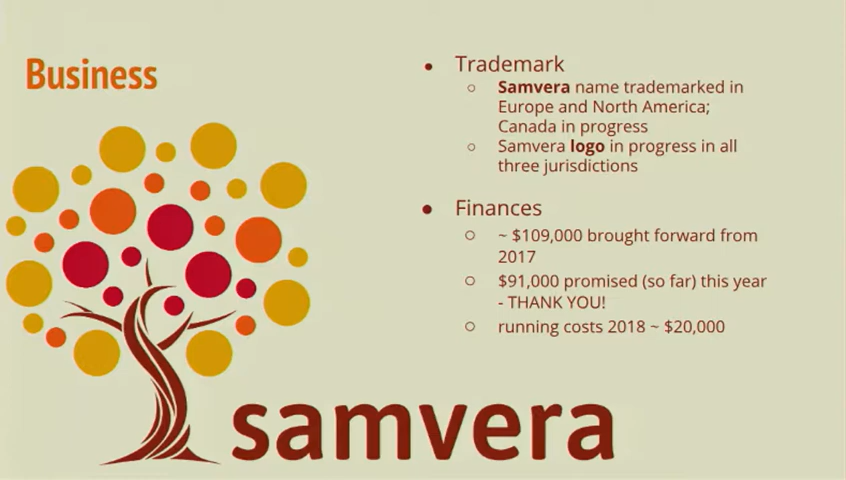 Business
● Trademark
○ Samvera name trademarked in
Europe and North America;
Canada in progress
○ Samvera logo in progress in all
three jurisdictions
● Finances
○ ~ $109,000 brought forward from
2017
○ $91,000 promised (so far) this year
- THANK YOU!
○ running costs 2018 ~ $20,000
samvera